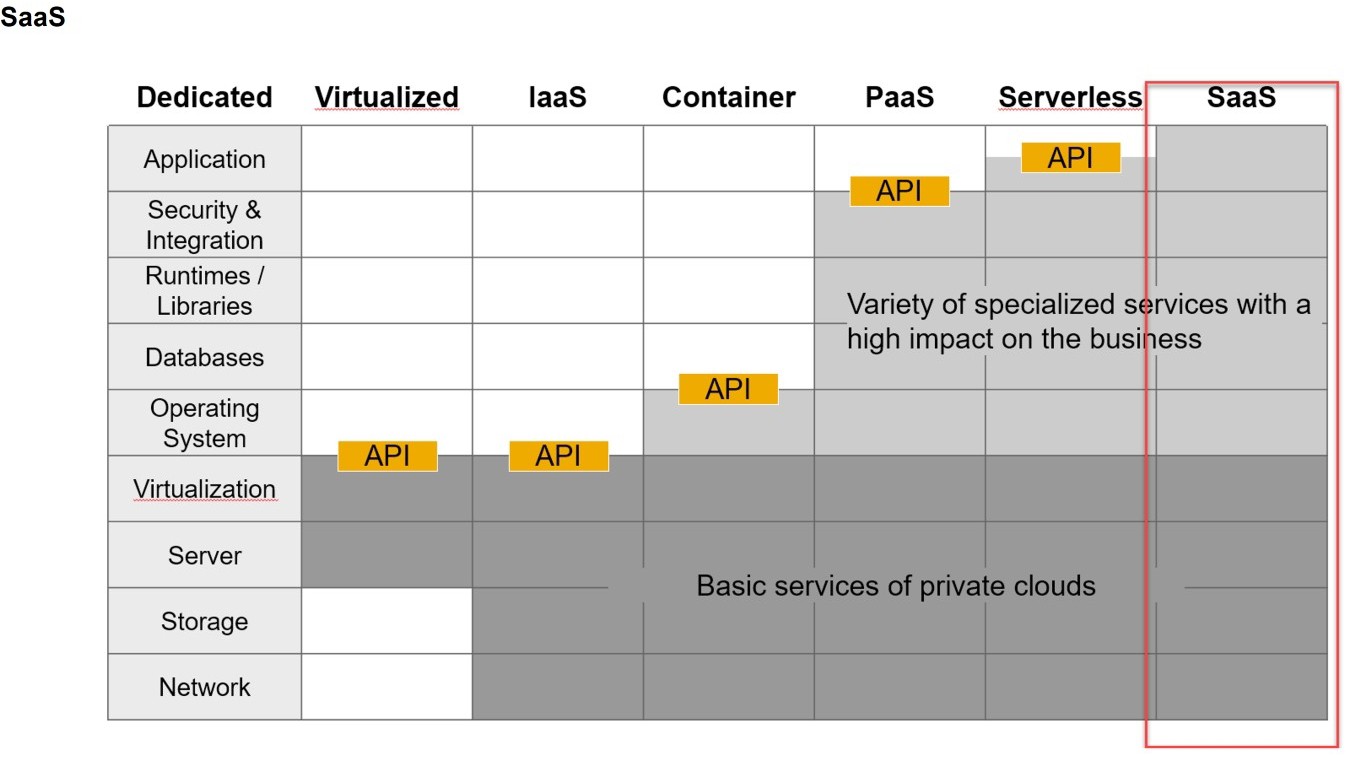 SaaS
Dedicated Virtualized IaaS Container PaaS Serverless SaaS
Application
API
API
Security &
Integration
Runtimes /
Libraries
Variety of specialized services with a
high impact on the business
Databases
API
Operating
System
API API
Virtualization
Server
Basic services of private clouds
Storage
Network